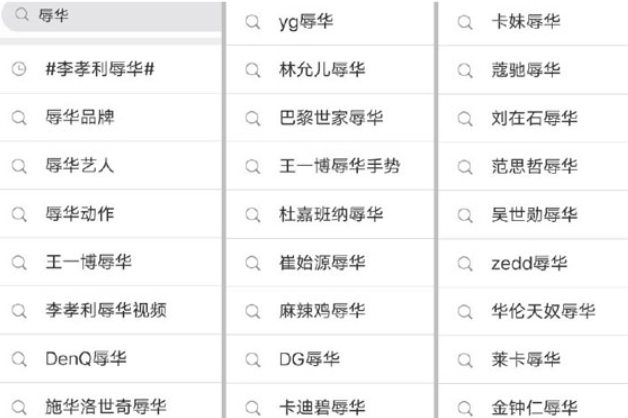 辱华
#李孝利辱华#
辱华品牌
辱华艺人
辱华动作
王一博辱华
李孝利辱华视频
DenQ辱华
施华洛世奇辱华
yg辱华
林允儿辱华
巴黎世家辱华
王一博辱华手势
杜嘉班纳辱华
崔始源辱华
麻辣鸡辱华
DG辱华
卡迪碧辱华
卡妹辱华
蔻驰辱华
刘在石辱华
范思哲辱华
吴世勋辱华
zedd辱华
华伦天奴辱华
莱卡辱华
金钟仁辱华